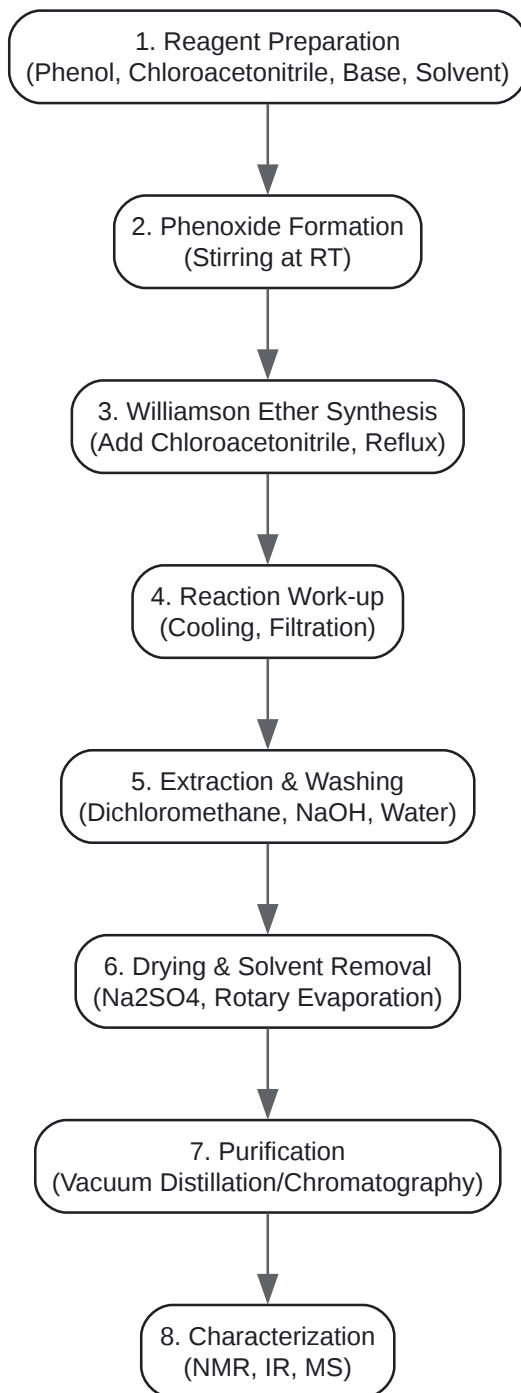 1. Reagent Preparation
(Phenol, Chloroacetonitrile, Base, Solvent)
2. Phenoxide Formation
(Stirring at RT)
3. Williamson Ether Synthesis
(Add Chloroacetonitrile, Reflux)
4. Reaction Work-up
(Cooling, Filtration)
5. Extraction & Washing
(Dichloromethane, NaOH, Water)
6. Drying & Solvent Removal
(Na2SO4, Rotary Evaporation)
7. Purification
(Vacuum Distillation/Chromatography)
8. Characterization
(NMR, IR, MS)